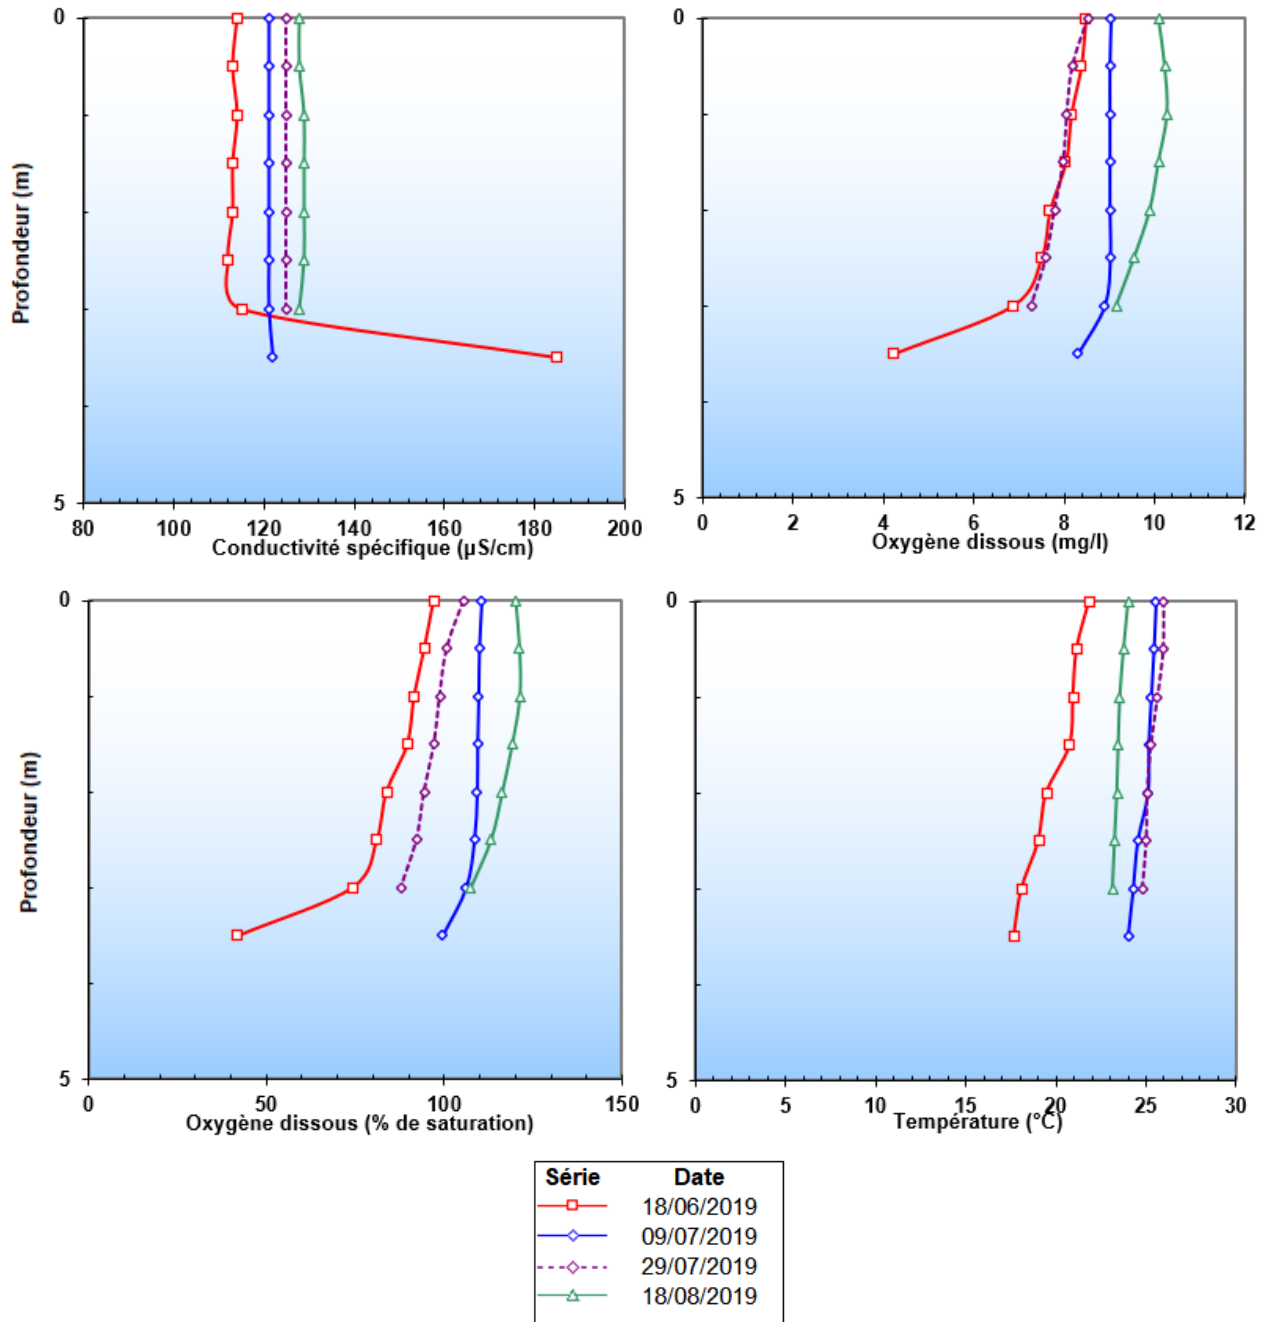 0
Profondeur (m)
5
80 100 120 140 160 180 200
Conductivité spécifique (µS/cm)
0
5
0 2 4 6 8 10 12
Oxygène dissous (mg/l)
0
Profondeur (m)
5
0 50 100 150
Oxygène dissous (% de saturation)
0
5
0 5 10 15 20 25 30
Température (°C)
Série Date
18/06/2019
09/07/2019
29/07/2019
18/08/2019